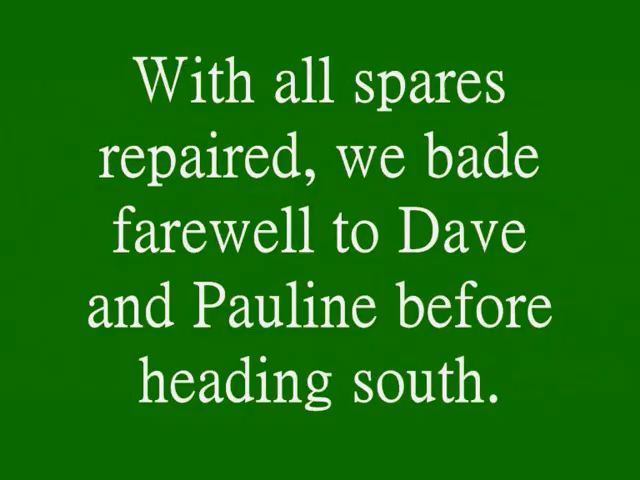 With all spares
repaired, we bade
farewell to Dave
and Pauline before
heading south.